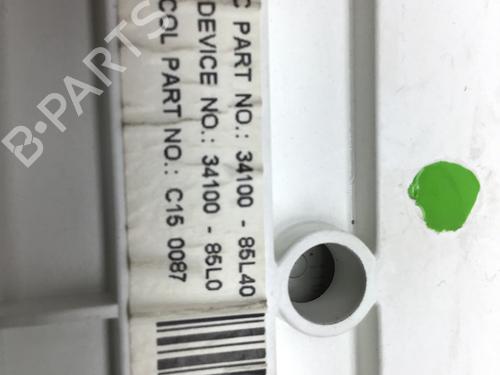 C PART NO.: 34100 - 85L40
DEVICE NO.: 34100 - 85L0
COL PART NO.: C15 0087
B-PARTS